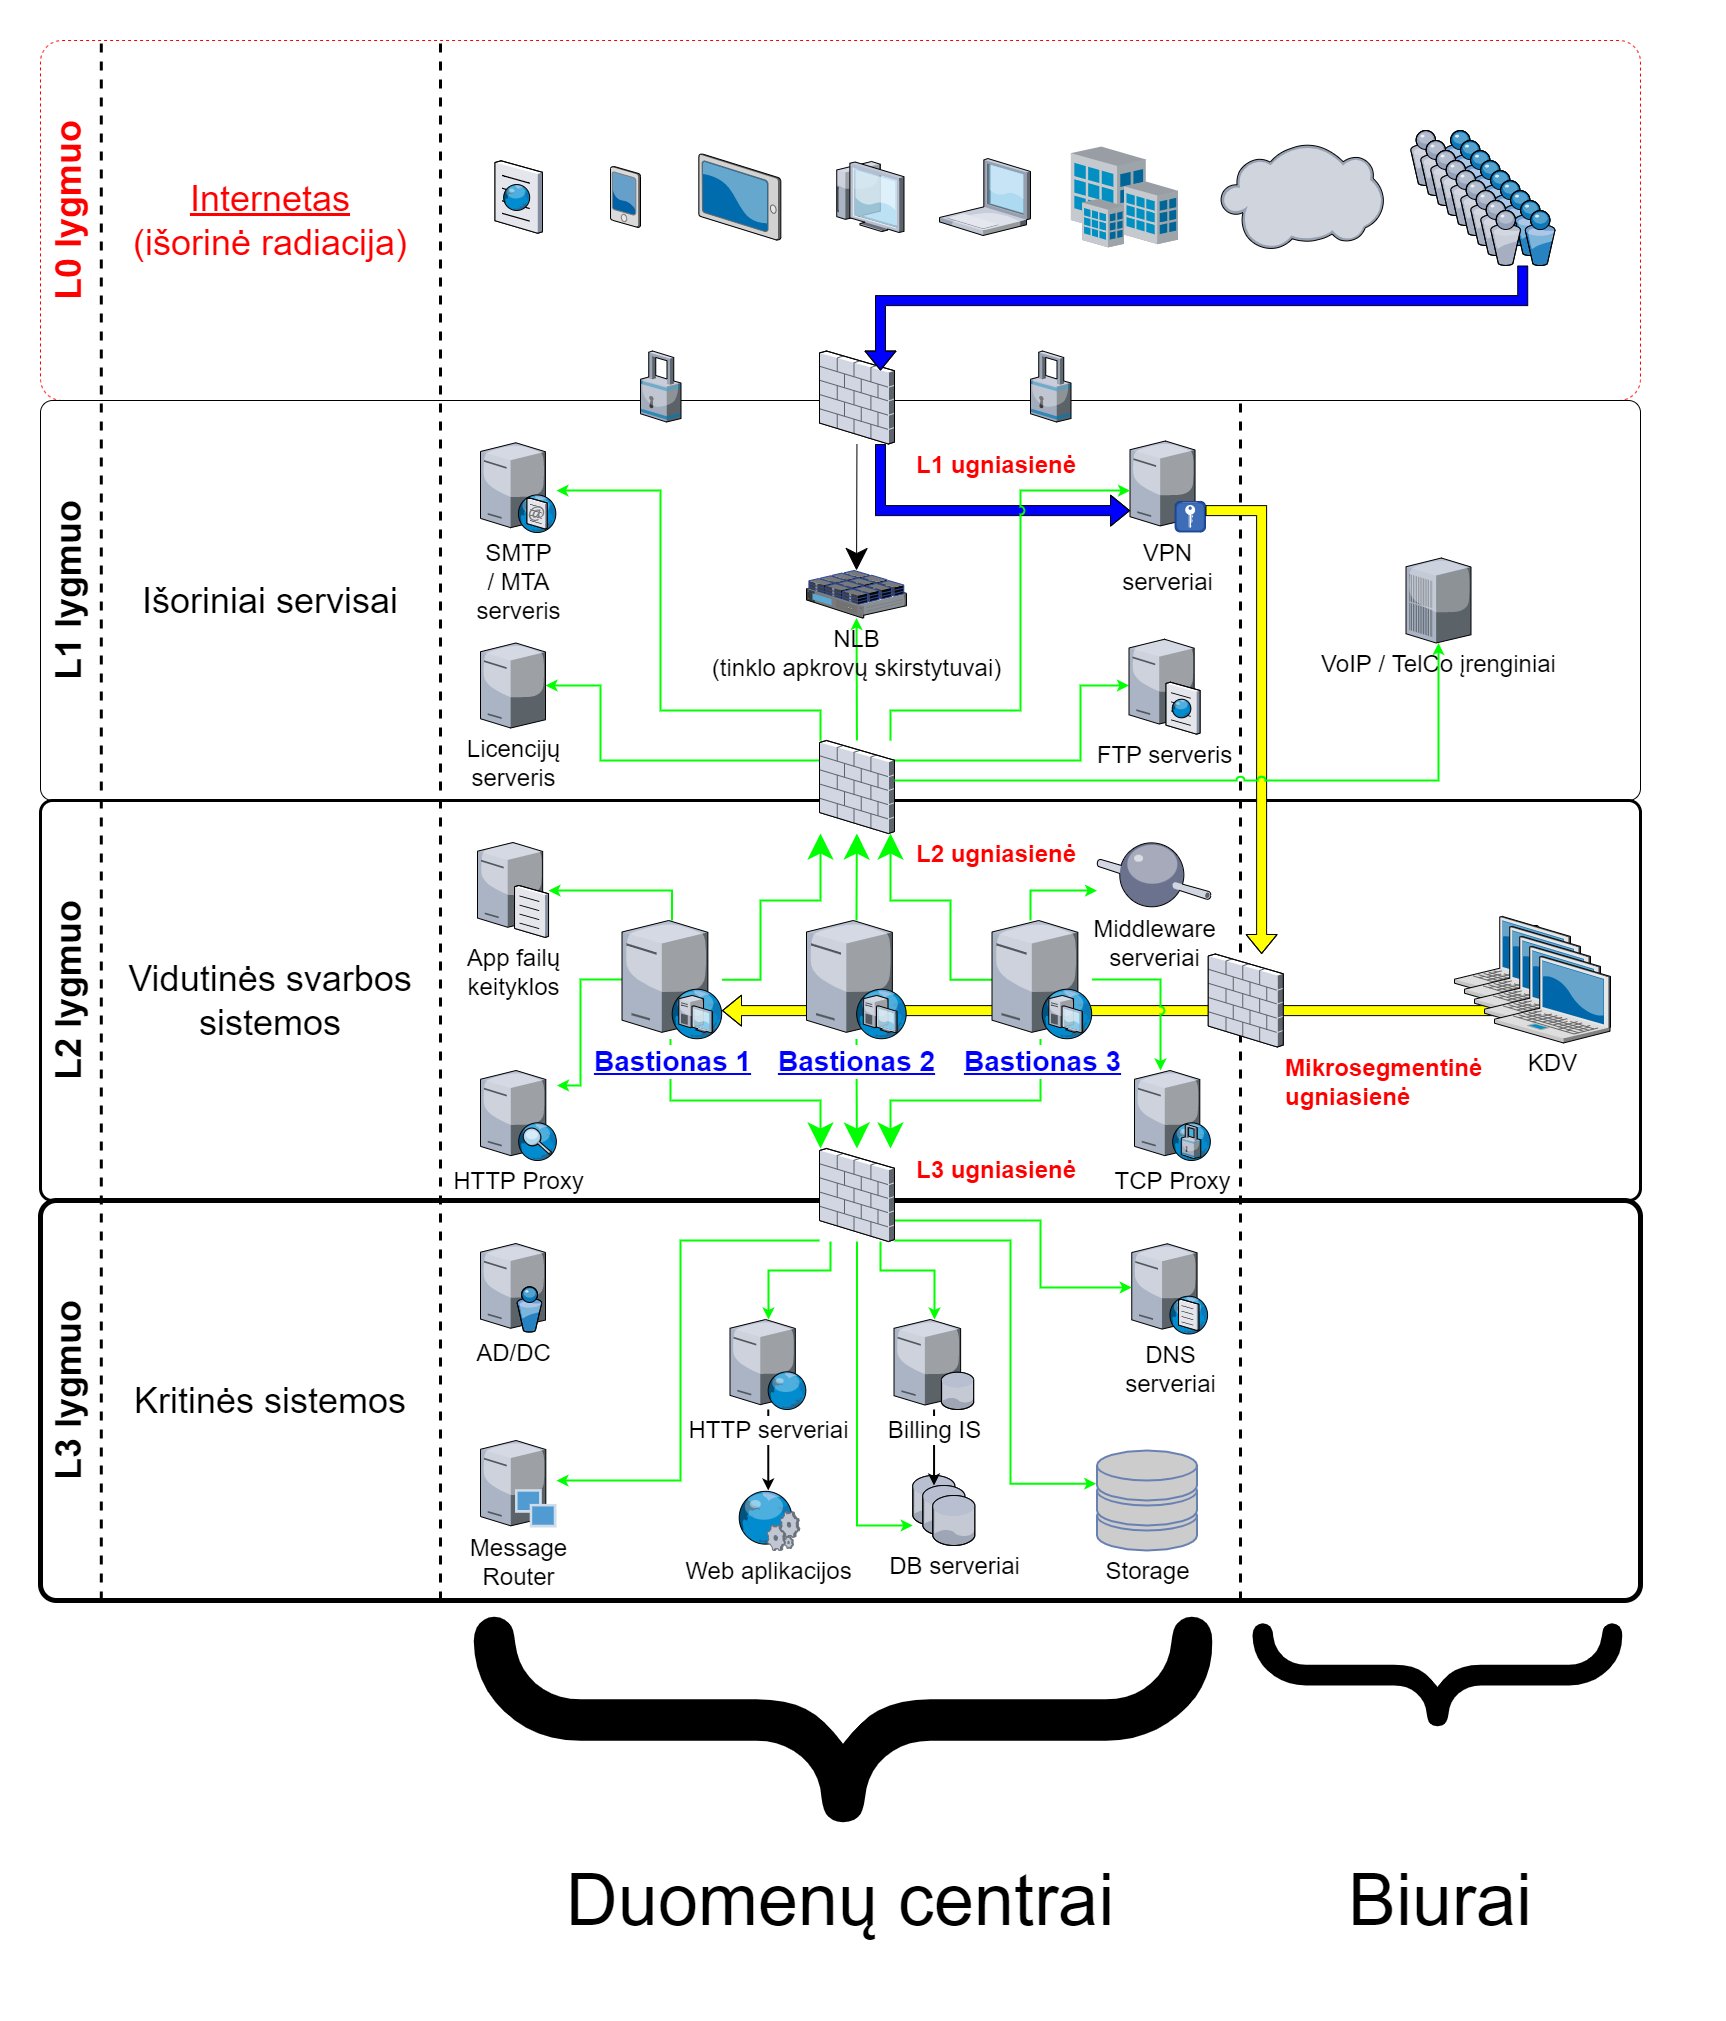 L0 lygmuo
Internetas
(išorinė radiacija)
L1 lygmuo
Išoriniai servisai
L1 ugniasienė
SMTP
/ MTA
serveris
VPN
serveriai
NLB
(tinklo apkrovų skirstytuvai)
VoIP / TelCo įrenginiai
Licencijų
serveris
FTP serveris
L2 lygmuo
Vidutinės svarbos
sistemos
L2 ugniasienė
App failų
keityklos
Middleware
serveriai
Bastionas 1
Bastionas 2
Bastionas 3
Mikrosegmentinė
ugniasienė
KDV
HTTP Proxy
L3 ugniasienė
TCP Proxy
L3 lygmuo
Kritinės sistemos
AD/DC
DNS
serveriai
HTTP serveriai
Billing IS
Message
Router
Web aplikacijos
DB serveriai
Storage
Duomenų centrai
Biurai